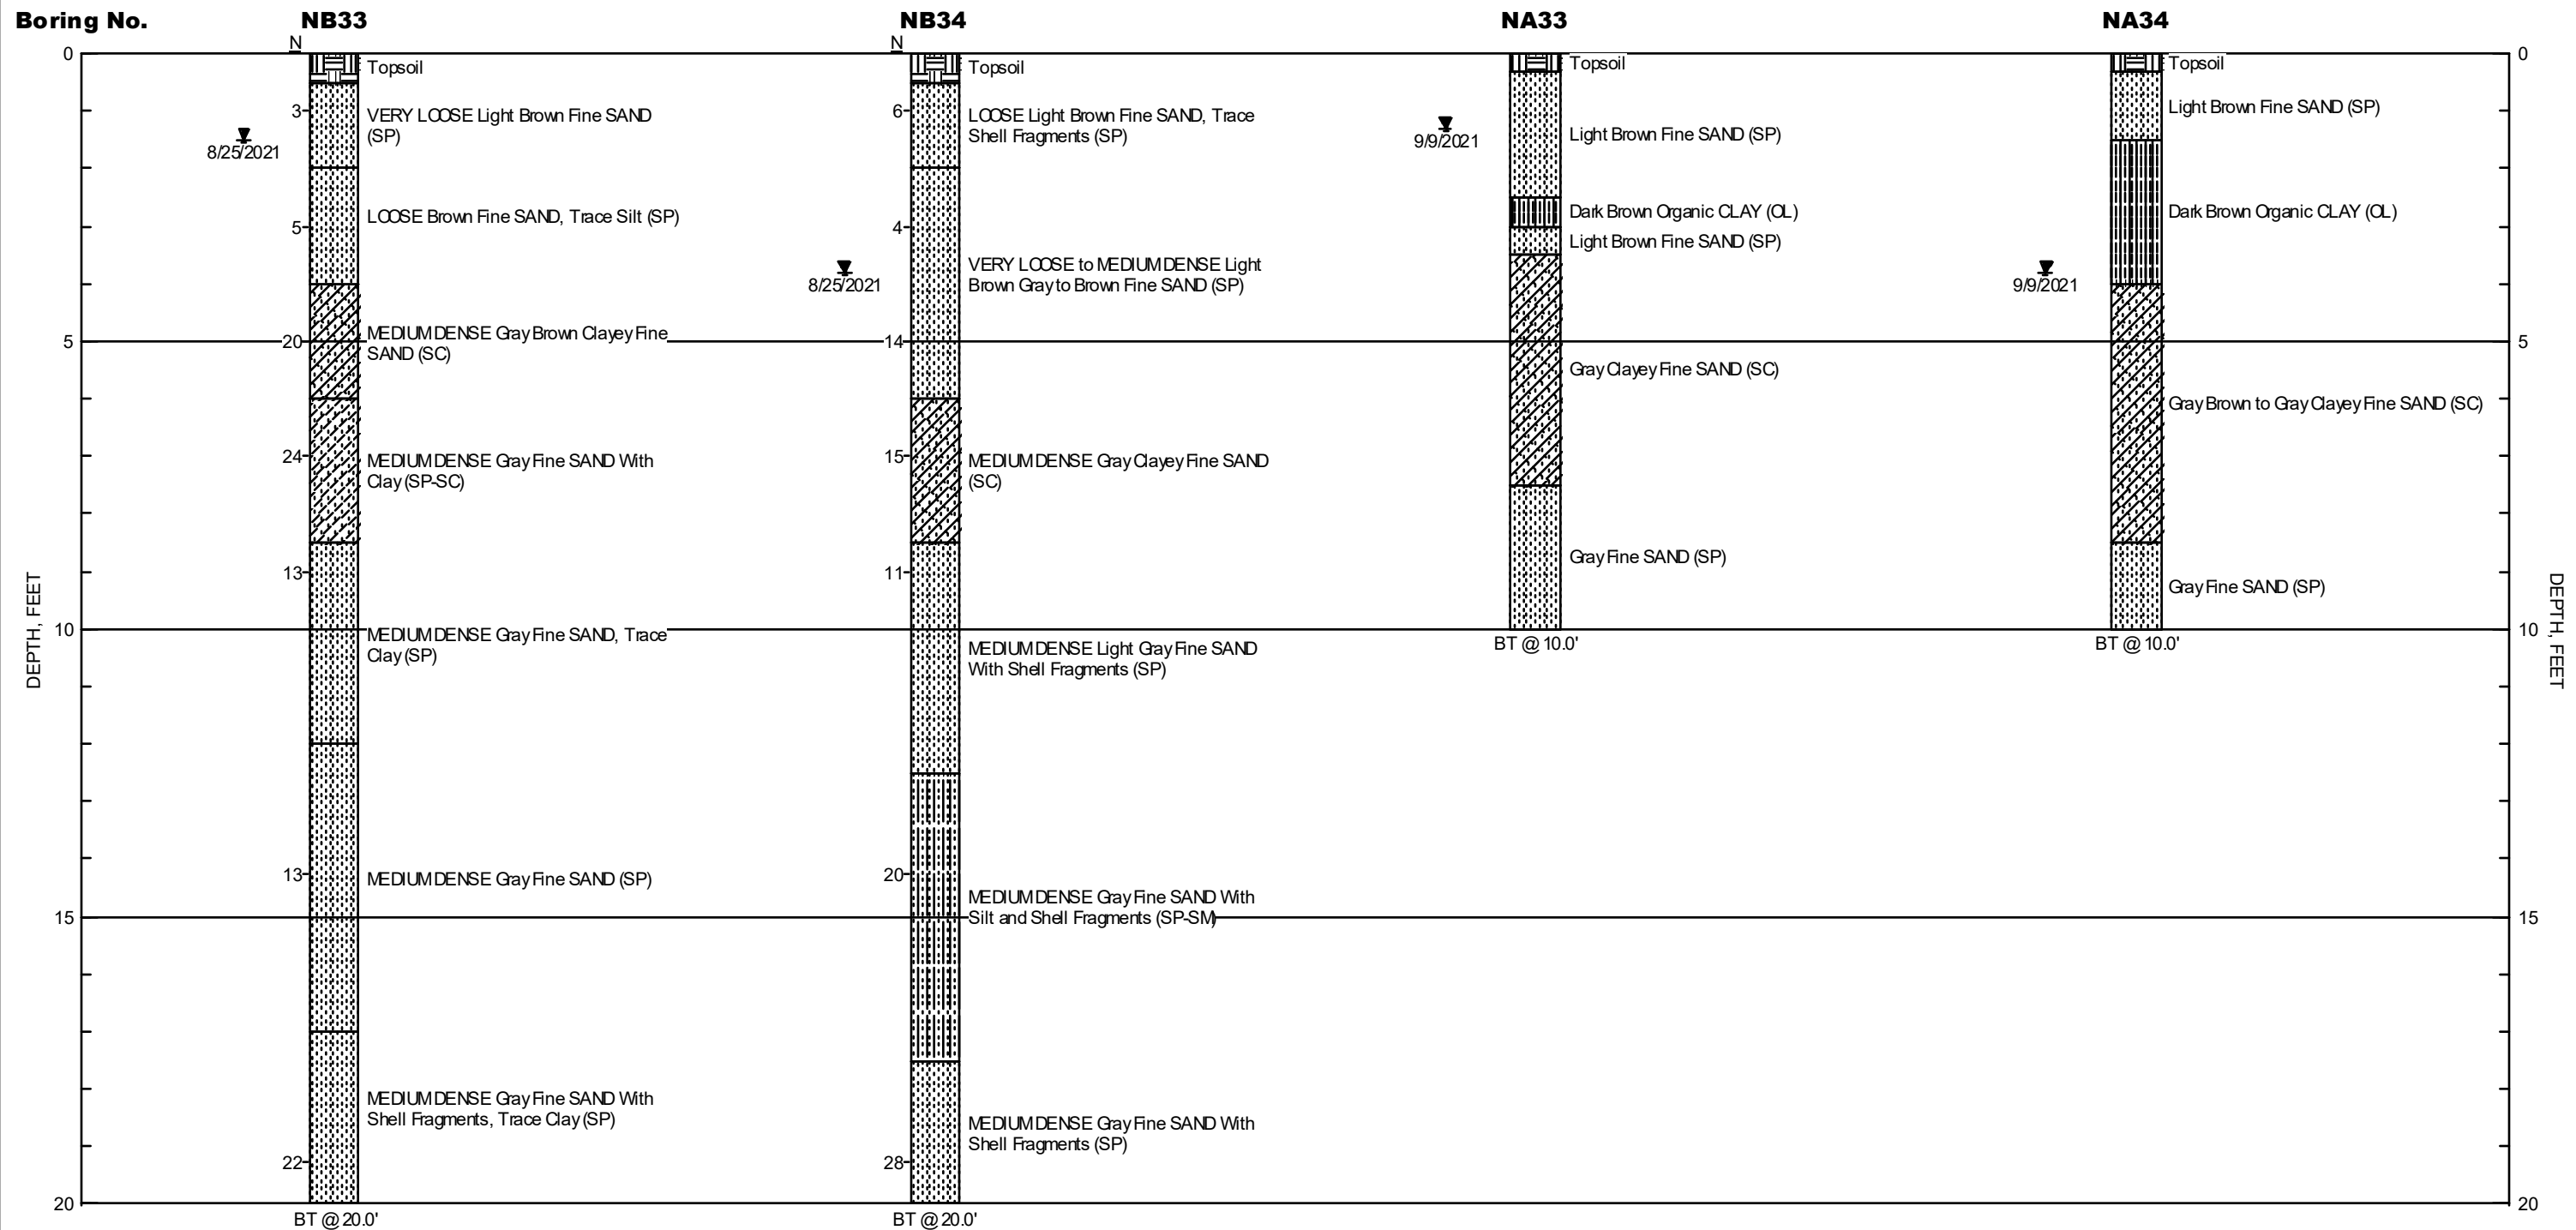 Boring No.
NB33
NB34
NA33
NA34
DEPTH, FEET
0
5
10
15
20
N
3
5
20
24
13
13
22
8/25/2021
Topsoil
VERY LOOSE Light Brown Fine SAND
(SP)
LOOSE Brown Fine SAND, Trace Silt (SP)
MEDIUM DENSE Gray Brown Clayey Fine
SAND (SC)
MEDIUM DENSE Gray Fine SAND With
Clay (SP-SC)
MEDIUM DENSE Gray Fine SAND, Trace
Clay (SP)
MEDIUM DENSE Gray Fine SAND (SP)
MEDIUM DENSE Gray Fine SAND With
Shell Fragments, Trace Clay (SP)
BT @ 20.0'
N
6
4
14
15
11
20
28
8/25/2021
Topsoil
LOOSE Light Brown Fine SAND, Trace
Shell Fragments (SP)
VERY LOOSE to MEDIUM DENSE Light
Brown Gray to Brown Fine SAND (SP)
MEDIUM DENSE Gray Clayey Fine SAND
(SC)
MEDIUM DENSE Light Gray Fine SAND
With Shell Fragments (SP)
MEDIUM DENSE Gray Fine SAND With
Silt and Shell Fragments (SP-SM)
MEDIUM DENSE Gray Fine SAND With
Shell Fragments (SP)
BT @ 20.0'
9/9/2021
Topsoil
Light Brown Fine SAND (SP)
Dark Brown Organic CLAY (OL)
Light Brown Fine SAND (SP)
Gray Clayey Fine SAND (SC)
Gray Fine SAND (SP)
BT @ 10.0'
9/9/2021
Topsoil
Light Brown Fine SAND (SP)
Dark Brown Organic CLAY (OL)
Gray Brown to Gray Clayey Fine SAND (SC)
Gray Fine SAND (SP)
BT @ 10.0'
0
5
10
15
20
DEPTH, FEET